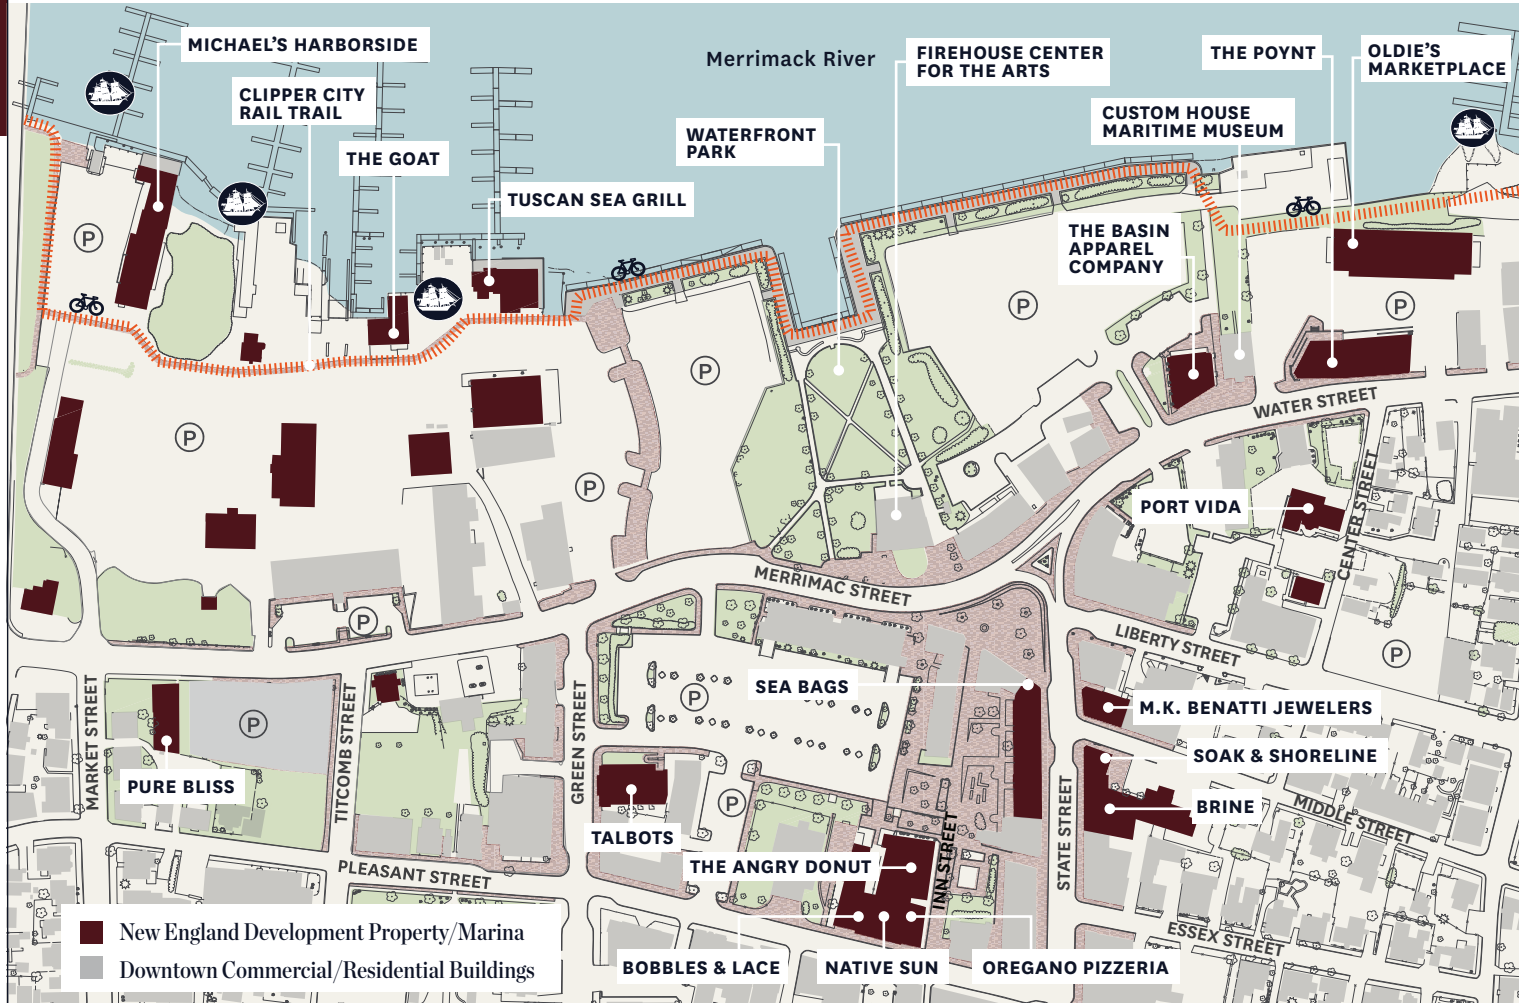 MICHAEL'S HARBORSIDE
CLIPPER CITY
RAIL TRAIL
THE GOAT
TUSCAN SEA GRILL
Merrimack River
WATERFRONT
PARK
FIREHOUSE CENTER
FOR THE ARTS
THE POYNT
OLDIE'S
MARKETPLACE
CUSTOM HOUSE
MARITIME MUSEUM
THE BASIN
APPAREL
COMPANY
P
P
P
P
P
P
WATER STREET
PORT VIDA
CENTER STREET
MERRIMAC STREET
LIBERTY STREET
P
P
P
P
P
SEA BAGS
M.K. BENATTI JEWELERS
SOAK & SHORELINE
BRINE
MIDDLE STREET
MARKET STREET
PURE BLISS
TITCOMB STREET
GREEN STREET
TALBOTS
THE ANGRY DONUT
INN STREET
STATE STREET
PLEASANT STREET
ESSEX STREET
BOBBLES & LACE
NATIVE SUN
OREGANO PIZZERIA
New England Development Property/Marina
Downtown Commercial/Residential Buildings